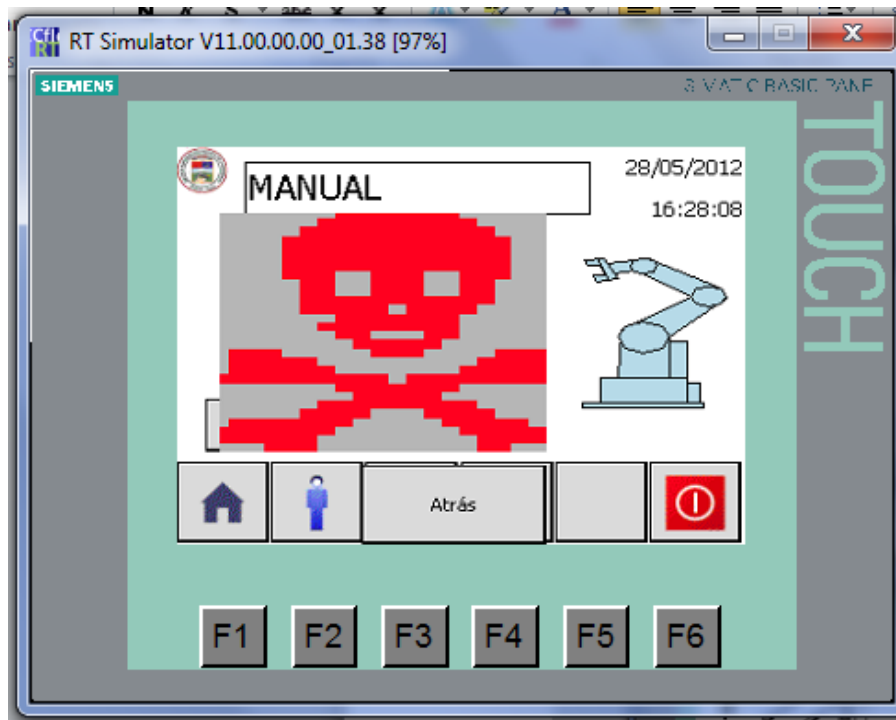 RT Simulator V11.00.00.00_01.38 [97%]
SIEMENS
TOUCH
MANUAL
28/05/2012
16:28:08
Atrás
F1 F2 F3 F4 F5 F6